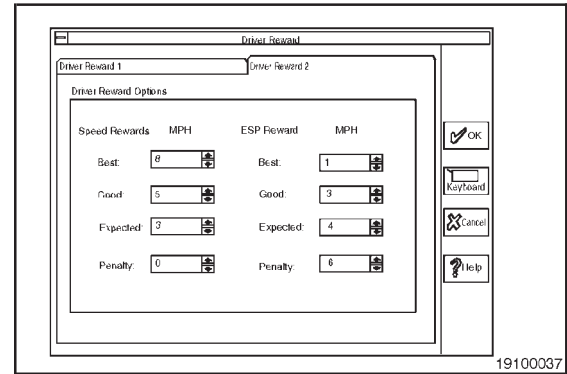 Driver Reward
Driver Reward 1
Driver Reward 2
Driver Reward Options
Speed Rewards MPH ESP Reward MPH
Best: 8 Best: 1
Good: 5 Good: 3
Expected: 3 Expected: 4
Penalty: 0 Penalty: 6
OK
Keyboard
Cancel
Help
19100037